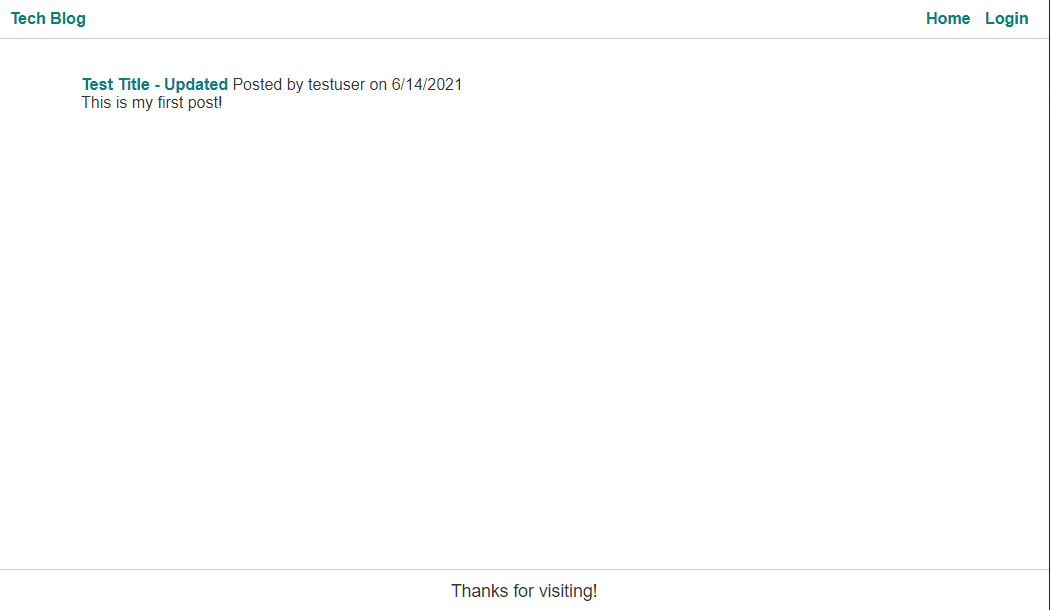 Tech Blog Home Login
Test Title - Updated Posted by testuser on 6/14/2021
This is my first post!
Thanks for visiting!